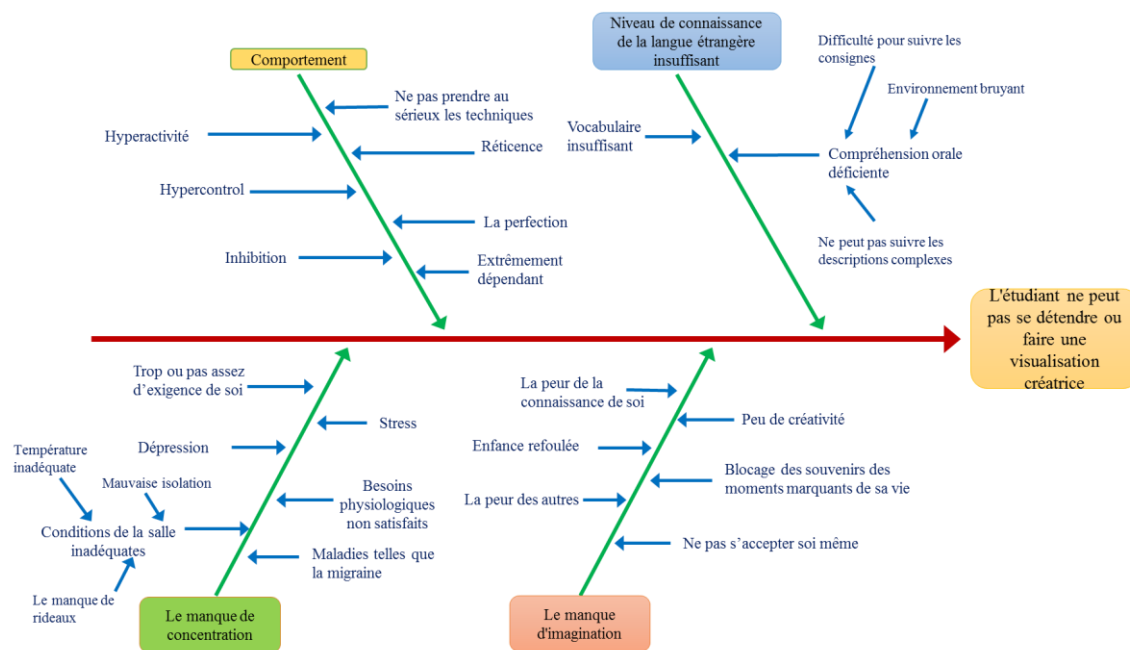 Comportement
Niveau de connaissance
de la langue étrangère
insuffisant
Difficulté pour suivre les
consignes
Environnement bruyant
Ne pas prendre au
sérieux les techniques
Hyperactivité
Vocabulaire
insuffisant
Réticence
Compréhension orale
déficiente
Hypercontrol
La perfection
Inhibition
Extrêmement
dépendant
Ne peut pas suivre les
descriptions complexes
L'étudiant ne peut
pas se détendre ou
faire une
visualisation
créatrice
Trop ou pas assez
d'exigence de soi
La peur de la
connaissance de soi
Stress
Peu de créativité
Dépression
Enfance refoulée
Température
inadéquate
Mauvaise isolation
Besoins
physiologiques
non satisfaits
Blocage des souvenirs des
moments marquants de sa vie
La peur des autres
Conditions de la salle
inadéquates
Maladies telles que
la migraine
Ne pas s’accepter soi même
Le manque de
rideaux
Le manque de
concentration
Le manque
d'imagination